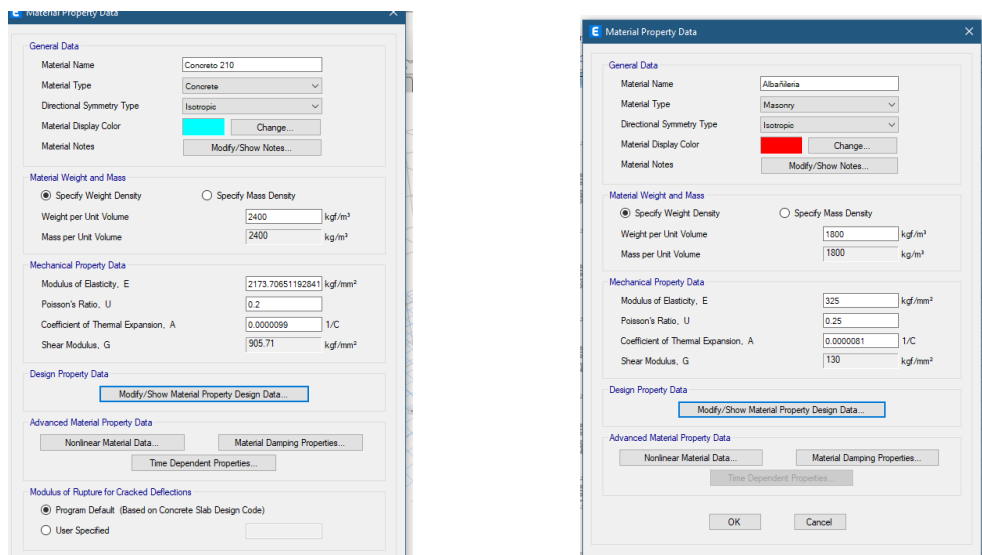 E Material Property Data
General Data
Material Name Concreto 210
Material Type Concrete
Directional Symmetry Type Isotropic
Material Display Color Change...
Material Notes Modify/Show Notes...
Material Weight and Mass
Specify Weight Density Specify Mass Density
Weight per Unit Volume 2400 kgf/m³
Mass per Unit Volume 2400 kg/m³
Mechanical Property Data
Modulus of Elasticity, E 2173.70651192841 kgf/mm²
Poisson's Ratio, U 0.2
Coefficient of Thermal Expansion, A 0.0000099 1/C
Shear Modulus, G 905.71 kgf/mm²
Design Property Data
Modify/Show Material Property Design Data...
Advanced Material Property Data
Nonlinear Material Data... Material Damping Properties...
Time Dependent Properties...
Modulus of Rupture for Cracked Deflections
Program Default (Based on Concrete Slab Design Code)
User Specified
E Material Property Data
General Data
Material Name Albañileria
Material Type Masonry
Directional Symmetry Type Isotropic
Material Display Color Change...
Material Notes Modify/Show Notes...
Material Weight and Mass
Specify Weight Density Specify Mass Density
Weight per Unit Volume 1800 kgf/m³
Mass per Unit Volume 1800 kg/m³
Mechanical Property Data
Modulus of Elasticity, E 325 kgf/mm²
Poisson's Ratio, U 0.25
Coefficient of Thermal Expansion, A 0.0000081 1/C
Shear Modulus, G 130 kgf/mm²
Design Property Data
Modify/Show Material Property Design Data...
Advanced Material Property Data
Nonlinear Material Data... Material Damping Properties...
Time Dependent Properties...
OK Cancel